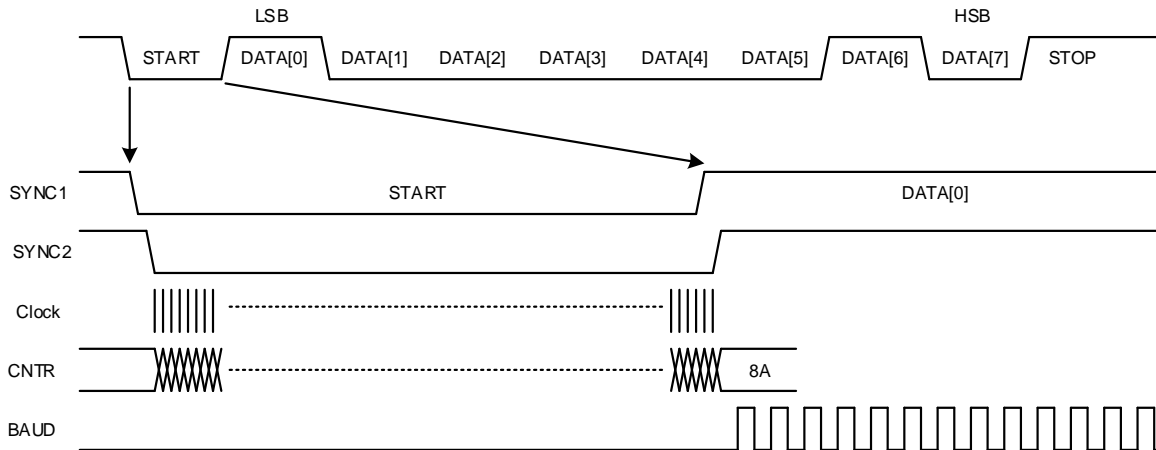 LSB HSB
START DATA[0] DATA[1] DATA[2] DATA[3] DATA[4] DATA[5] DATA[6] DATA[7] STOP
SYNC1 START DATA[0]
SYNC2
Clock
CNTR 8A
BAUD